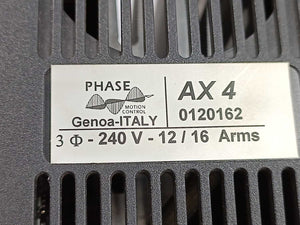 PHASE
MOTION
CONTROL
Genoa-ITALY
AX 4
0120162
3 Φ - 240 V - 12 / 16 Arms